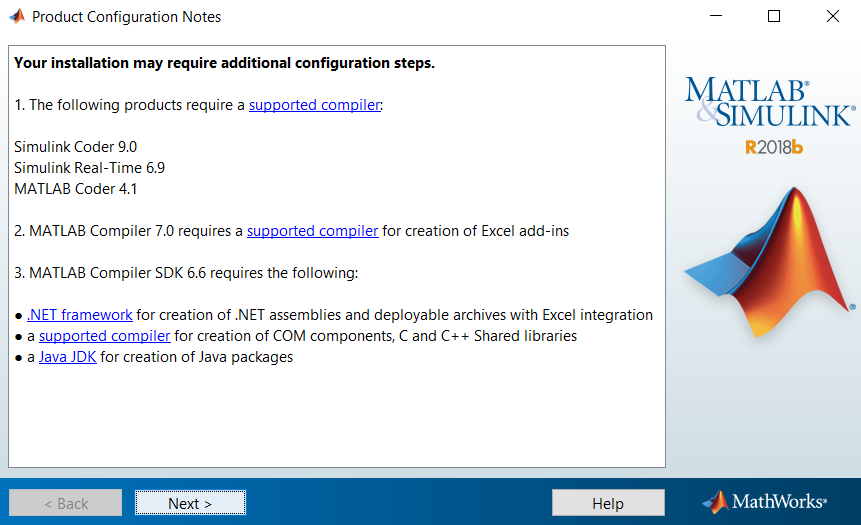 Product Configuration Notes
Your installation may require additional configuration steps.
1. The following products require a supported compiler:
Simulink Coder 9.0
Simulink Real-Time 6.9
MATLAB Coder 4.1
2. MATLAB Compiler 7.0 requires a supported compiler for creation of Excel add-ins
3. MATLAB Compiler SDK 6.6 requires the following:
● .NET framework for creation of .NET assemblies and deployable archives with Excel integration
● a supported compiler for creation of COM components, C and C++ Shared libraries
● a Java JDK for creation of Java packages
MATLAB®
&SIMULINK®
R2018b
®
< Back
Next >
Help
MathWorks®